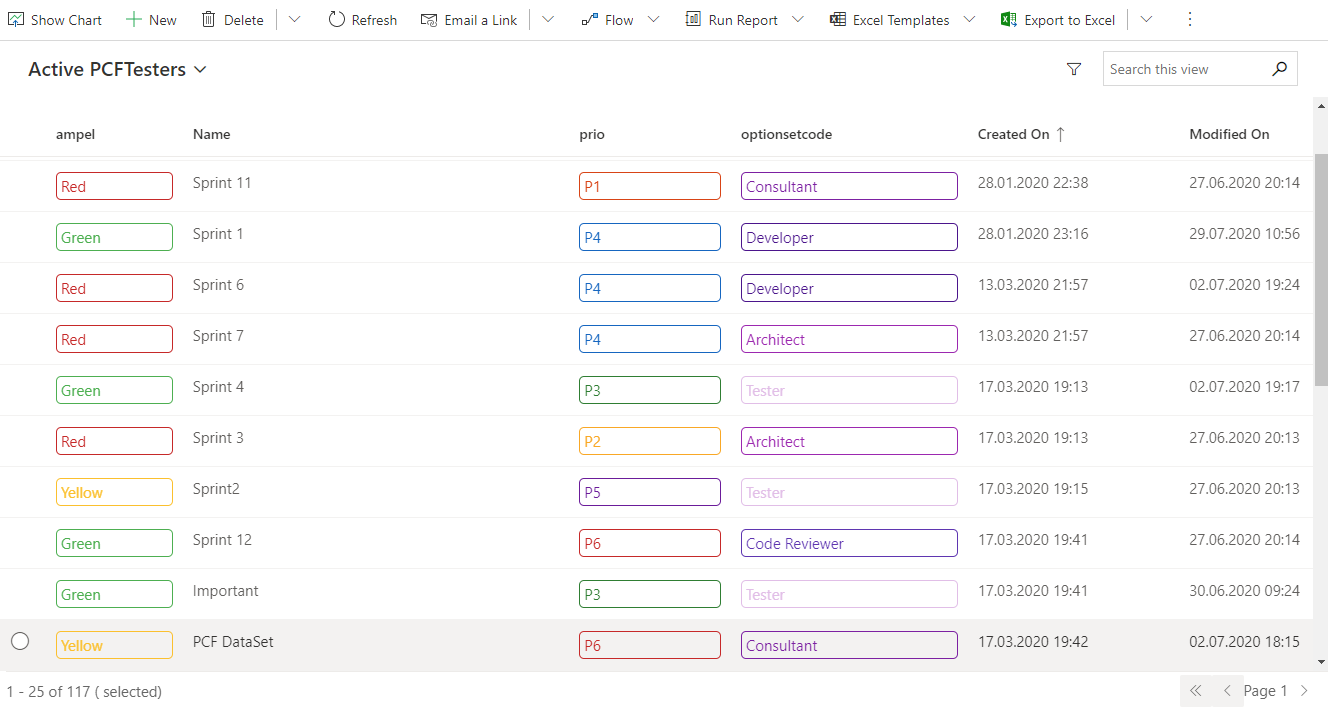 Show Chart New Delete Refresh Email a Link Flow Run Report Excel Templates Export to Excel
Active PCFTesters Search this view
ampel Name prio optionsetcode Created On Modified On
Red Sprint 11 P1 Consultant 28.01.2020 22:38 27.06.2020 20:14
Green Sprint 1 P4 Developer 28.01.2020 23:16 29.07.2020 10:56
Red Sprint 6 P4 Developer 13.03.2020 21:57 02.07.2020 19:24
Red Sprint 7 P4 Architect 13.03.2020 21:57 27.06.2020 20:14
Green Sprint 4 P3 Tester 17.03.2020 19:13 02.07.2020 19:17
Red Sprint 3 P2 Architect 17.03.2020 19:13 27.06.2020 20:13
Yellow Sprint2 P5 Tester 17.03.2020 19:15 27.06.2020 20:13
Green Sprint 12 P6 Code Reviewer 17.03.2020 19:41 27.06.2020 20:14
Green Important P3 Tester 17.03.2020 19:41 30.06.2020 09:24
Yellow PCF DataSet P6 Consultant 17.03.2020 19:42 02.07.2020 18:15
1 - 25 of 117 ( selected) Page 1